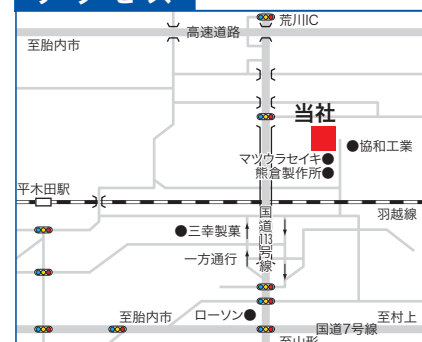 アクセス
荒川IC
高速道路
至胎内市
当社
協和工業
マツウラセイキ
熊倉製作所
平木田駅
羽越線
国道113号線
三幸製菓
一方通行
至胎内市
ローソン
至村上
国道7号線
至山形